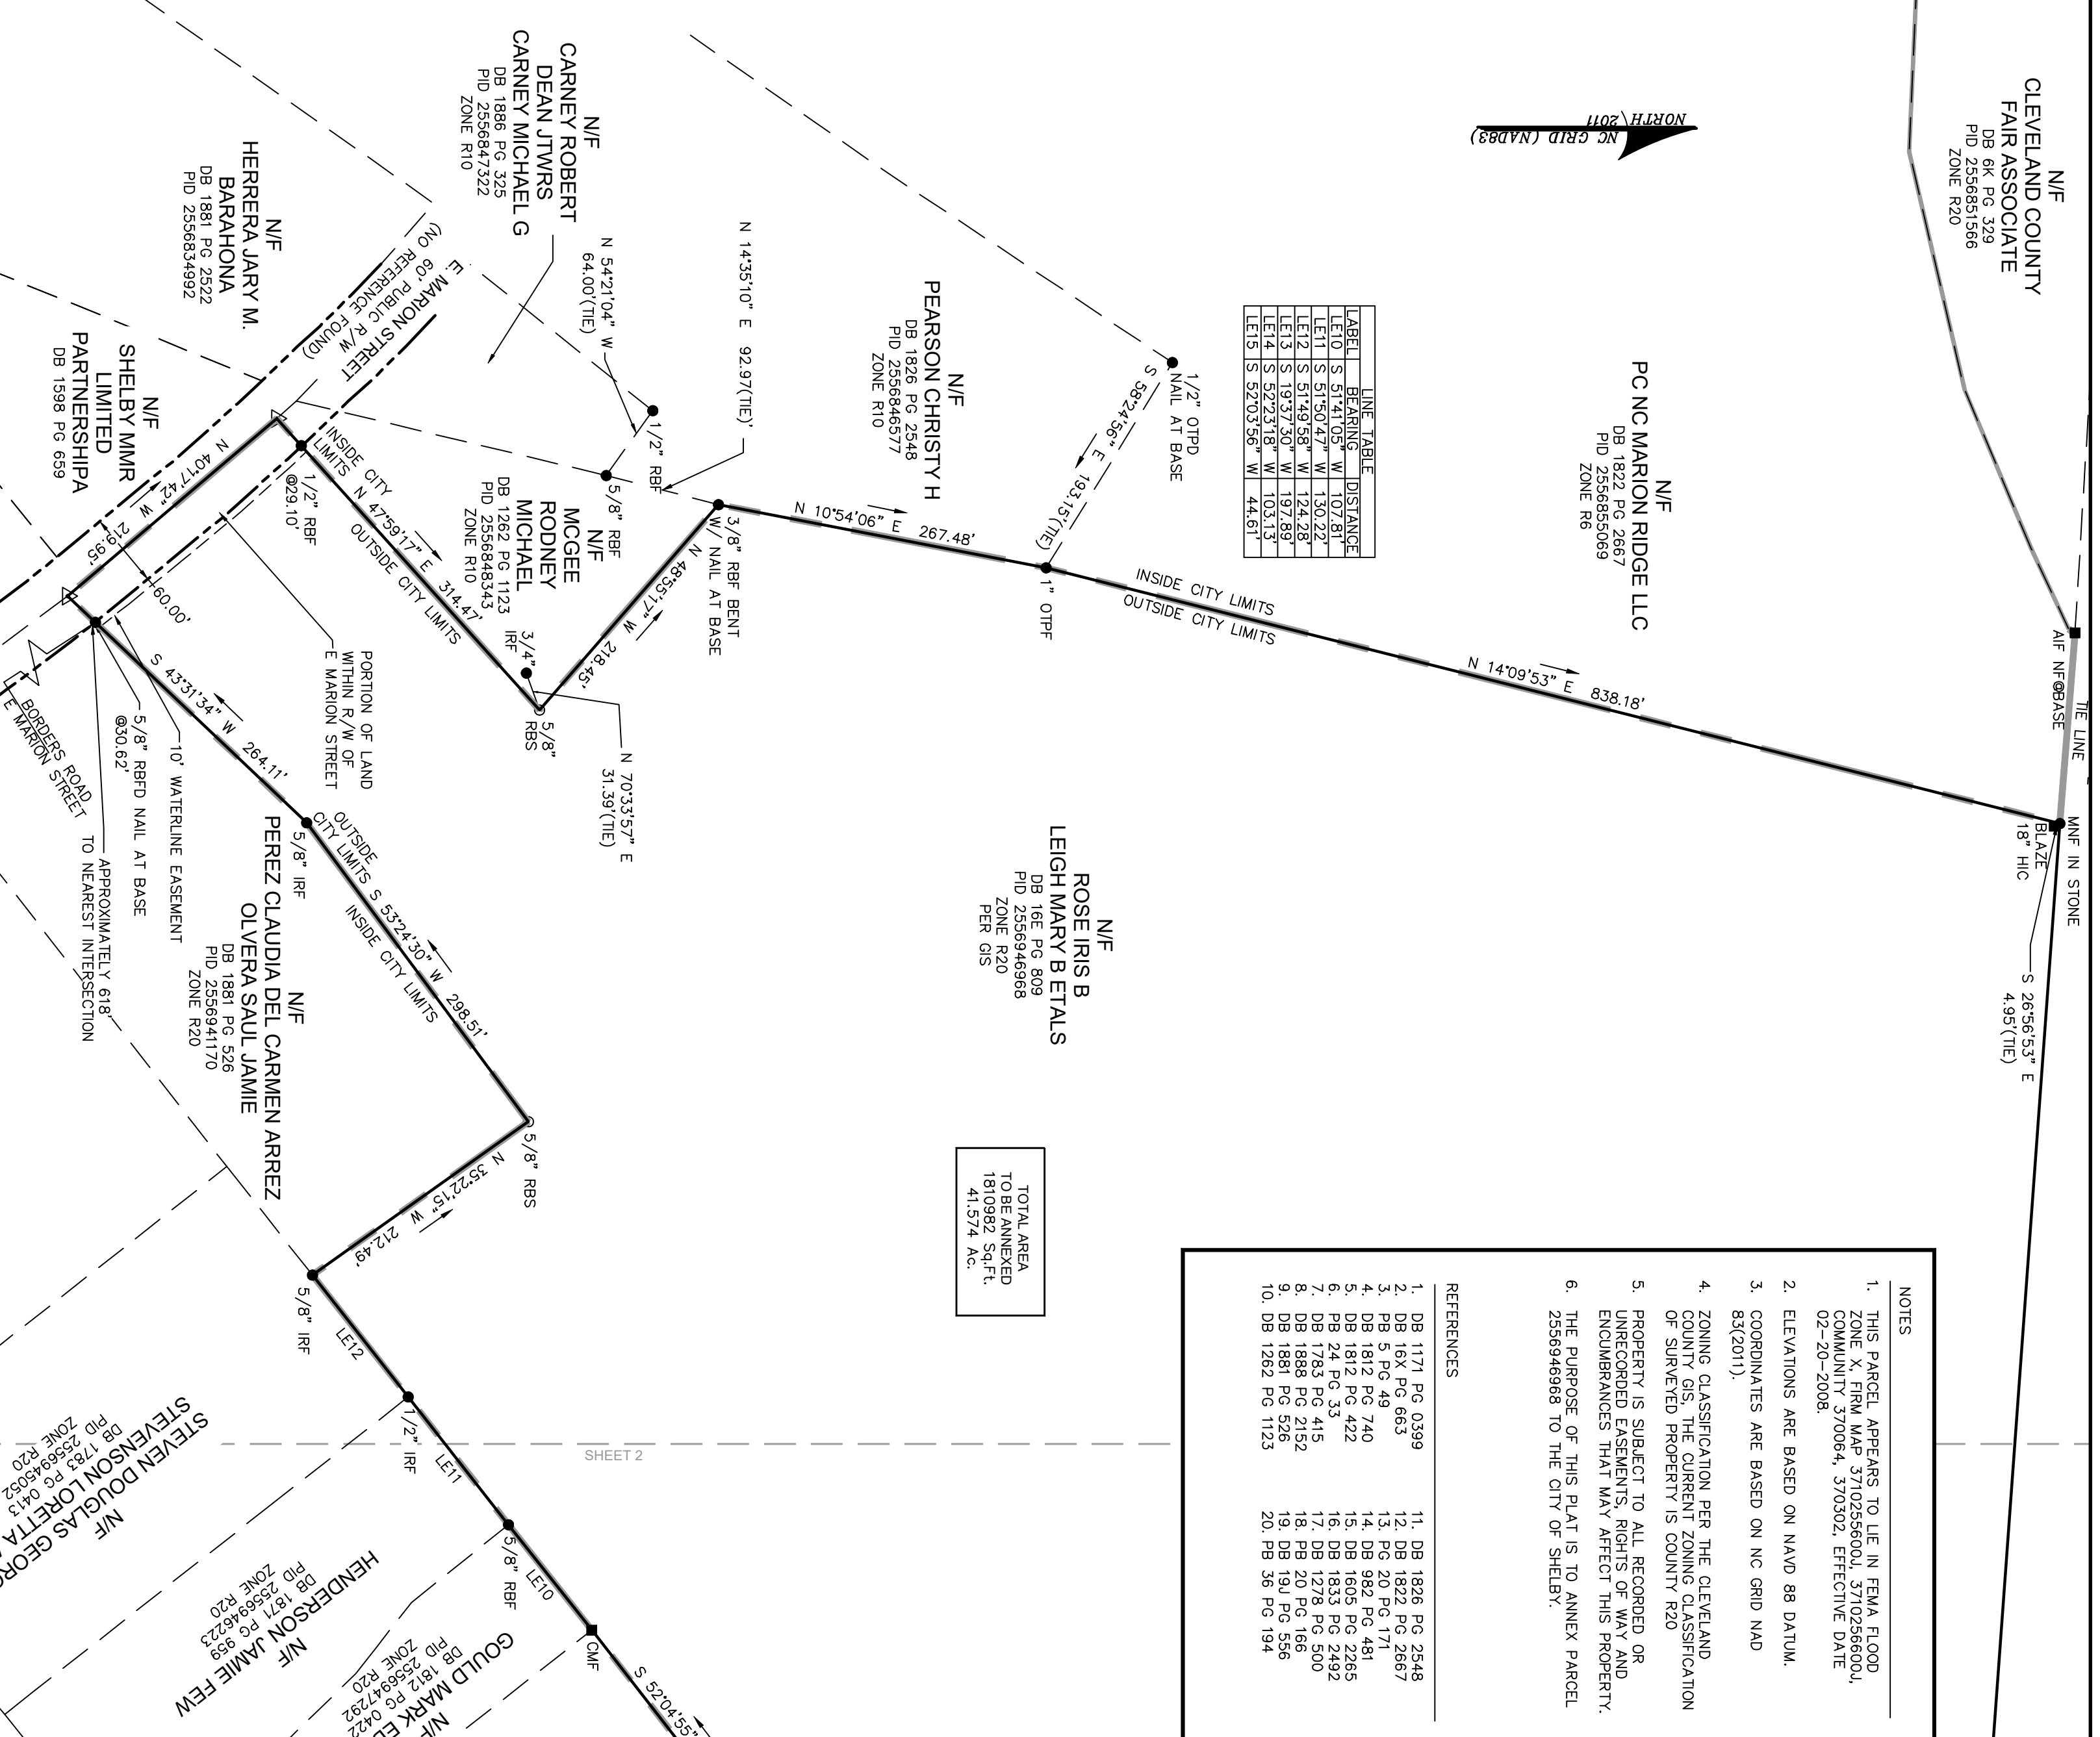 N/F
CLEVELAND COUNTY
FAIR ASSOCIATE
DB 6K PG 329
PID 2556851566
ZONE R20
NC GRID (NAD83)
NORTH\2011
N/F
PC NC MARION RIDGE LLC
DB 1822 PG 2667
PID 2556855069
ZONE R6
LINE TABLE
LABEL BEARING DISTANCE
LE10 S 51°41'05" W 107.81'
LE11 S 51°50'47" W 130.22'
LE12 S 51°49'58" W 124.28'
LE13 S 19°37'30" W 197.89'
LE14 S 52°23'18" W 103.13'
LE15 S 52°03'56" W 44.61'
AIF NF@BASE
TIE LINE
MNF IN STONE
BLAZE
18" HIC
S 26°56'53" E
4.95'(TIE)
N 14°09'53" E 838.18'
INSIDE CITY LIMITS
OUTSIDE CITY LIMITS
1/2" OTPD
NAIL AT BASE
S 58°24'56" E 193.15'(TIE)
1" OTPF
N/F
PEARSON CHRISTY H
DB 1826 PG 2548
PID 2556846577
ZONE R10
N 10°54'06" E 267.48'
N 14°35'10" E 92.97(TIE)'
3/8" RBF BENT
W/ NAIL AT BASE
N 54°21'04" W
64.00'(TIE)
1/2" RBF
5/8" RBF
N/F
CARNEY ROBERT
DEAN JTWRS
CARNEY MICHAEL G
DB 1886 PG 325
PID 2556847322
ZONE R10
N/F
MCGEE
RODNEY
MICHAEL
DB 1262 PG 1123
PID 2556848343
ZONE R10
N 48°55'17" W 218.45'
3/4"
IRF
5/8"
RBS
N 70°33'57" E
31.39'(TIE)
INSIDE CITY
LIMITS
N 47°59'17" E 314.47'
OUTSIDE CITY LIMITS
1/2" RBF
@29.10'
E. MARION STREET
60' PUBLIC R/W
(NO REFERENCE FOUND)
N/F
HERRERA JARY M.
BARAHONA
DB 1881 PG 2522
PID 2556834992
N/F
SHELBY MMR
LIMITED
PARTNERSHIPA
DB 1598 PG 659
N 40°17'42" W 219.95'
60.00'
PORTION OF LAND
WITHIN R/W OF
E MARION STREET
S 43°31'34" W 264.11'
10' WATERLINE EASEMENT
5/8" RBFD NAIL AT BASE
@30.62'
APPROXIMATELY 618'
TO NEAREST INTERSECTION
BORDERS ROAD
E MARION STREET
5/8" IRF
OUTSIDE
CITY LIMITS
S 53°24'30" W 298.51'
INSIDE CITY LIMITS
N/F
PEREZ CLAUDIA DEL CARMEN ARREZ
OLVERA SAUL JAMIE
DB 1881 PG 526
PID 2556941170
ZONE R20
5/8" RBS
N 35°22'15" W 212.49'
5/8" IRF
N/F
ROSE IRIS B
LEIGH MARY B ETALS
DB 16E PG 809
PID 2556946968
ZONE R20
PER GIS
TOTAL AREA
TO BE ANNEXED
1810982 Sq.Ft.
41.574 Ac.
LE12
1/2" IRF
LE11
5/8" RBF
LE10
CMF
S 52°04'55"
SHEET 2
N/F
STEVEN DOUGLAS GEORG
STEVENSON LORETTA A
DB 1783 PG 0413
PID 2556945052
ZONE R20
N/F
HENDERSON JAMIE FEW
DB 1871 PG 959
PID 2556946223
ZONE R20
N/F
GOULD MARK ED
DB 1812 PG 0422
PID 2556947292
ZONE R20
NOTES
1. THIS PARCEL APPEARS TO LIE IN FEMA FLOOD
ZONE X, FIRM MAP 3710255600J, 3710256600J,
COMMUNITY 370064, 370302, EFFECTIVE DATE
02-20-2008.
2. ELEVATIONS ARE BASED ON NAVD 88 DATUM.
3. COORDINATES ARE BASED ON NC GRID NAD
83(2011).
4. ZONING CLASSIFICATION PER THE CLEVELAND
COUNTY GIS, THE CURRENT ZONING CLASSIFICATION
OF SURVEYED PROPERTY IS COUNTY R20
5. PROPERTY IS SUBJECT TO ALL RECORDED OR
UNRECORDED EASEMENTS, RIGHTS OF WAY AND
ENCUMBRANCES THAT MAY AFFECT THIS PROPERTY.
6. THE PURPOSE OF THIS PLAT IS TO ANNEX PARCEL
2556946968 TO THE CITY OF SHELBY.
REFERENCES
1. DB 1171 PG 0399
2. DB 16X PG 663
3. PB 5 PG 49
4. DB 1812 PG 740
5. DB 1812 PG 422
6. PB 24 PG 33
7. DB 1783 PG 415
8. DB 1888 PG 2152
9. DB 1881 PG 526
10. DB 1262 PG 1123
11. DB 1826 PG 2548
12. DB 1822 PG 2667
13. PG 20 PG 171
14. DB 982 PG 481
15. DB 1605 PG 2265
16. DB 1833 PG 2492
17. DB 1278 PG 500
18. PB 20 PG 166
19. DB 19J PG 556
20. PB 36 PG 194